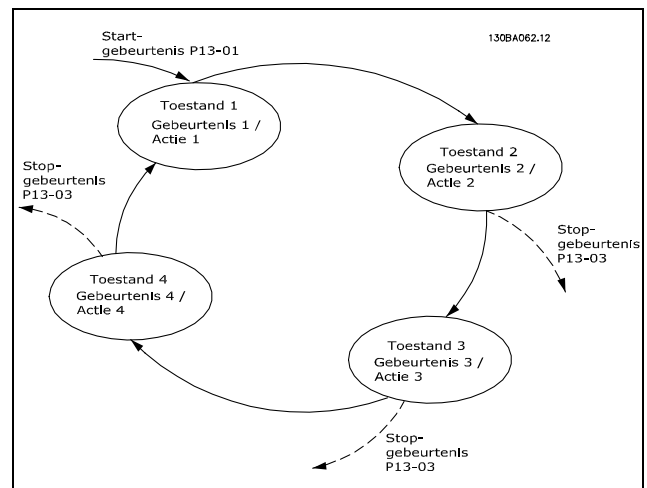 Start-
gebeurtenis P13-01
130BA062.12
Toestand 1
Gebeurtenis 1 /
Actie 1
Toestand 2
Gebeurtenis 2 /
Actie 2
Stop-
gebeurtenis
P13-03
Stop-
gebeurtenis
P13-03
Toestand 4
Gebeurtenis 4 /
Actie 4
Toestand 3
Gebeurtenis 3 /
Actie 3
Stop-
gebeurtenis
P13-03